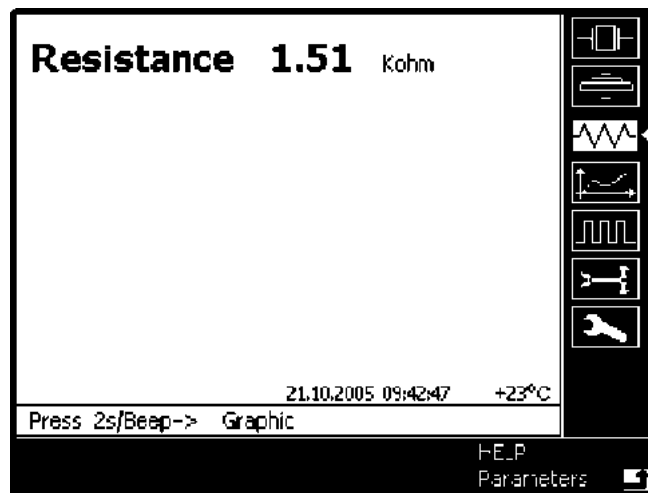 Resistance 1.51 Kohm
21.10.2005 09:42:47 +23°C
Press 2s/Beep-> Graphic
HELP
Parameters